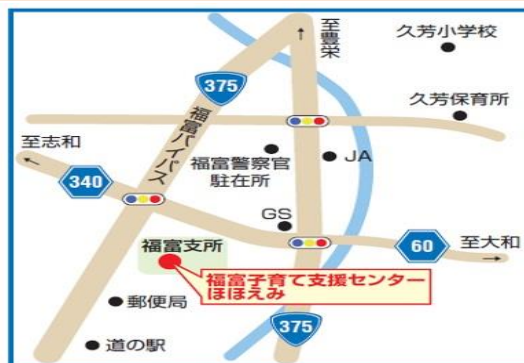 至豊栄
久芳小学校
375
久芳保育所
福富バイパス
至志和
福富警察官
駐在所
JA
340
GS
福富支所
60
至大和
福富子育て支援センター
ほほえみ
郵便局
375
道の駅